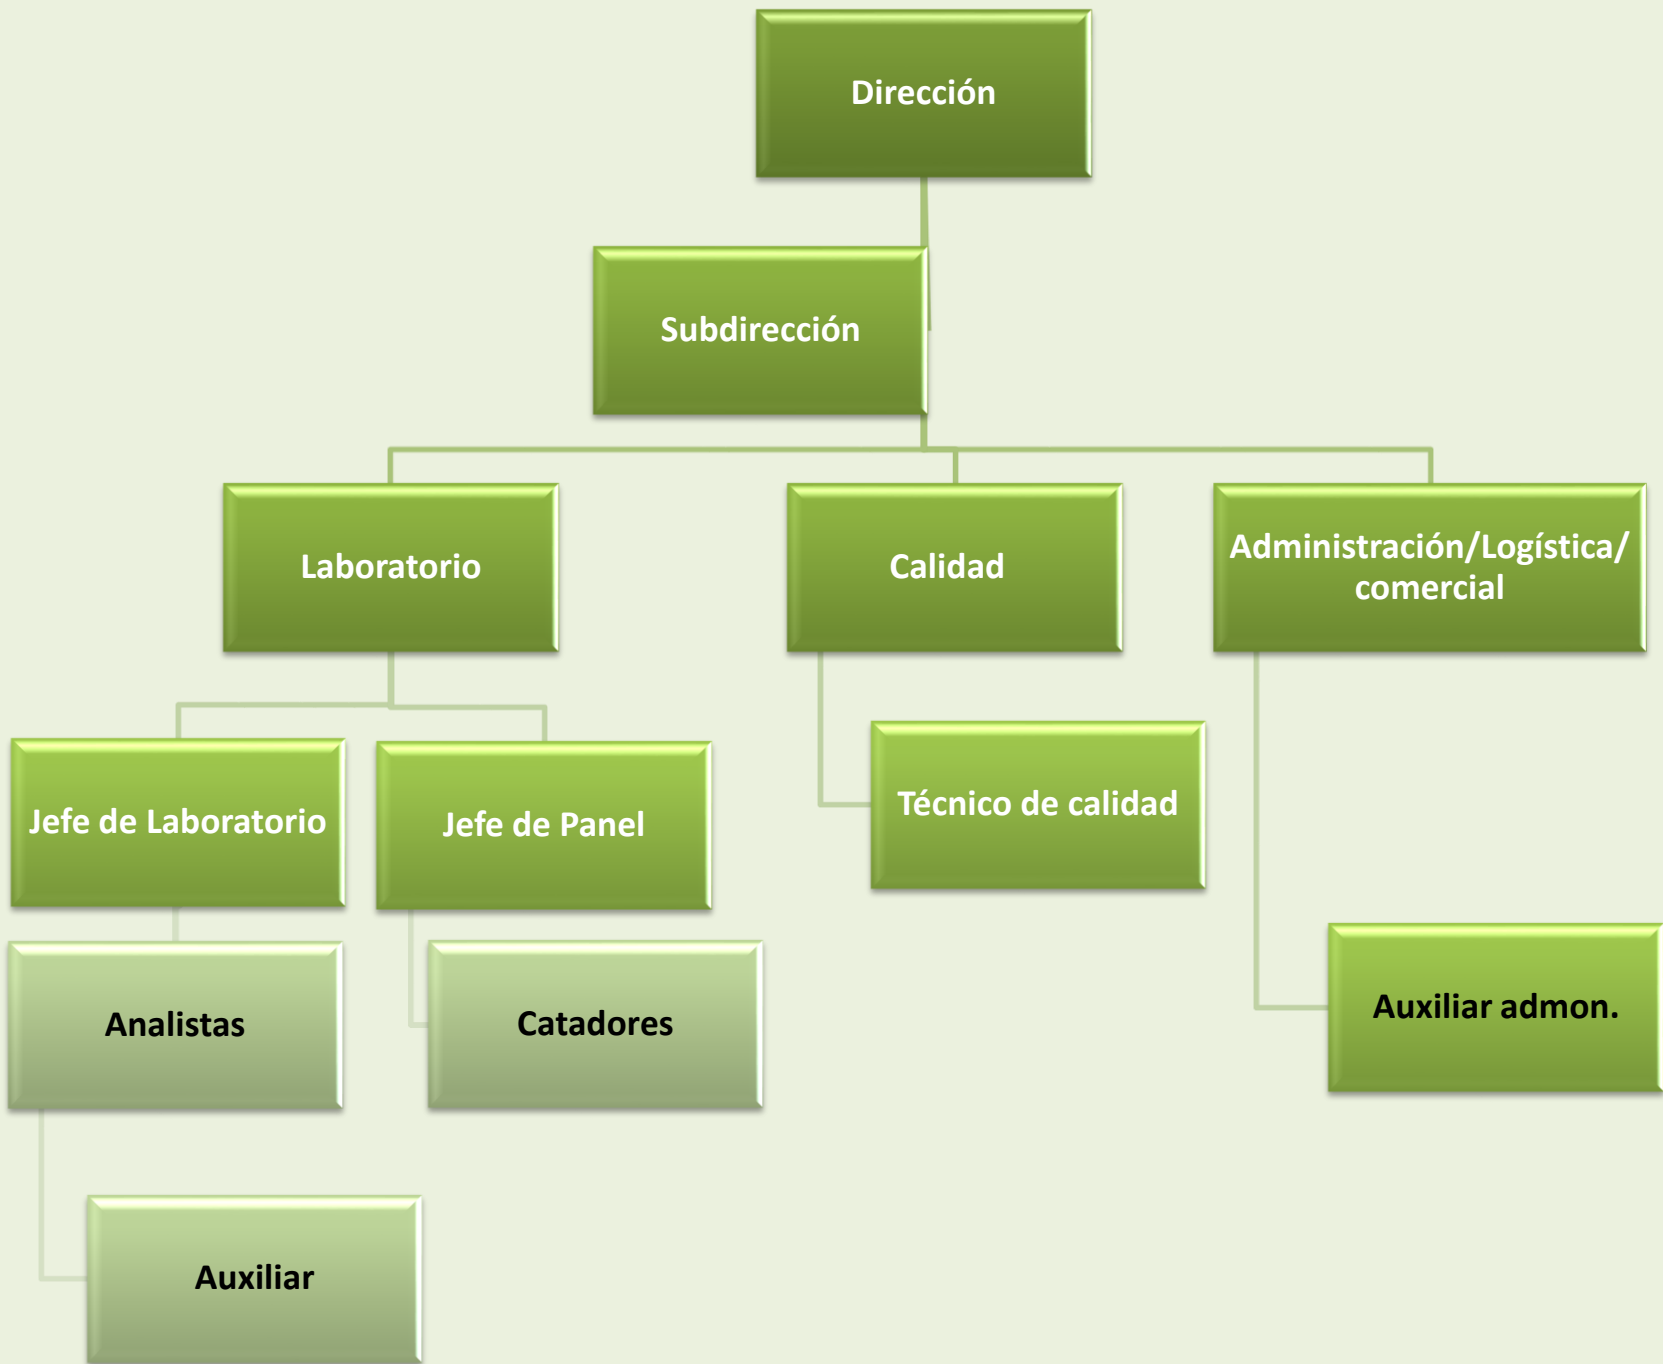 Dirección
Subdirección
Laboratorio
Calidad
Administración/Logística/
comercial
Jefe de Laboratorio
Jefe de Panel
Técnico de calidad
Analistas
Catadores
Auxiliar admon.
Auxiliar